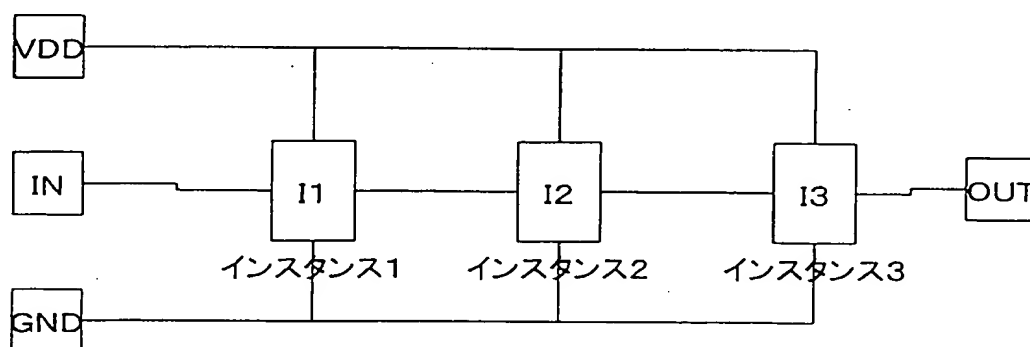 VDD
IN
I1
I2
I3
OUT
インスタンス1
インスタンス2
インスタンス3
GND